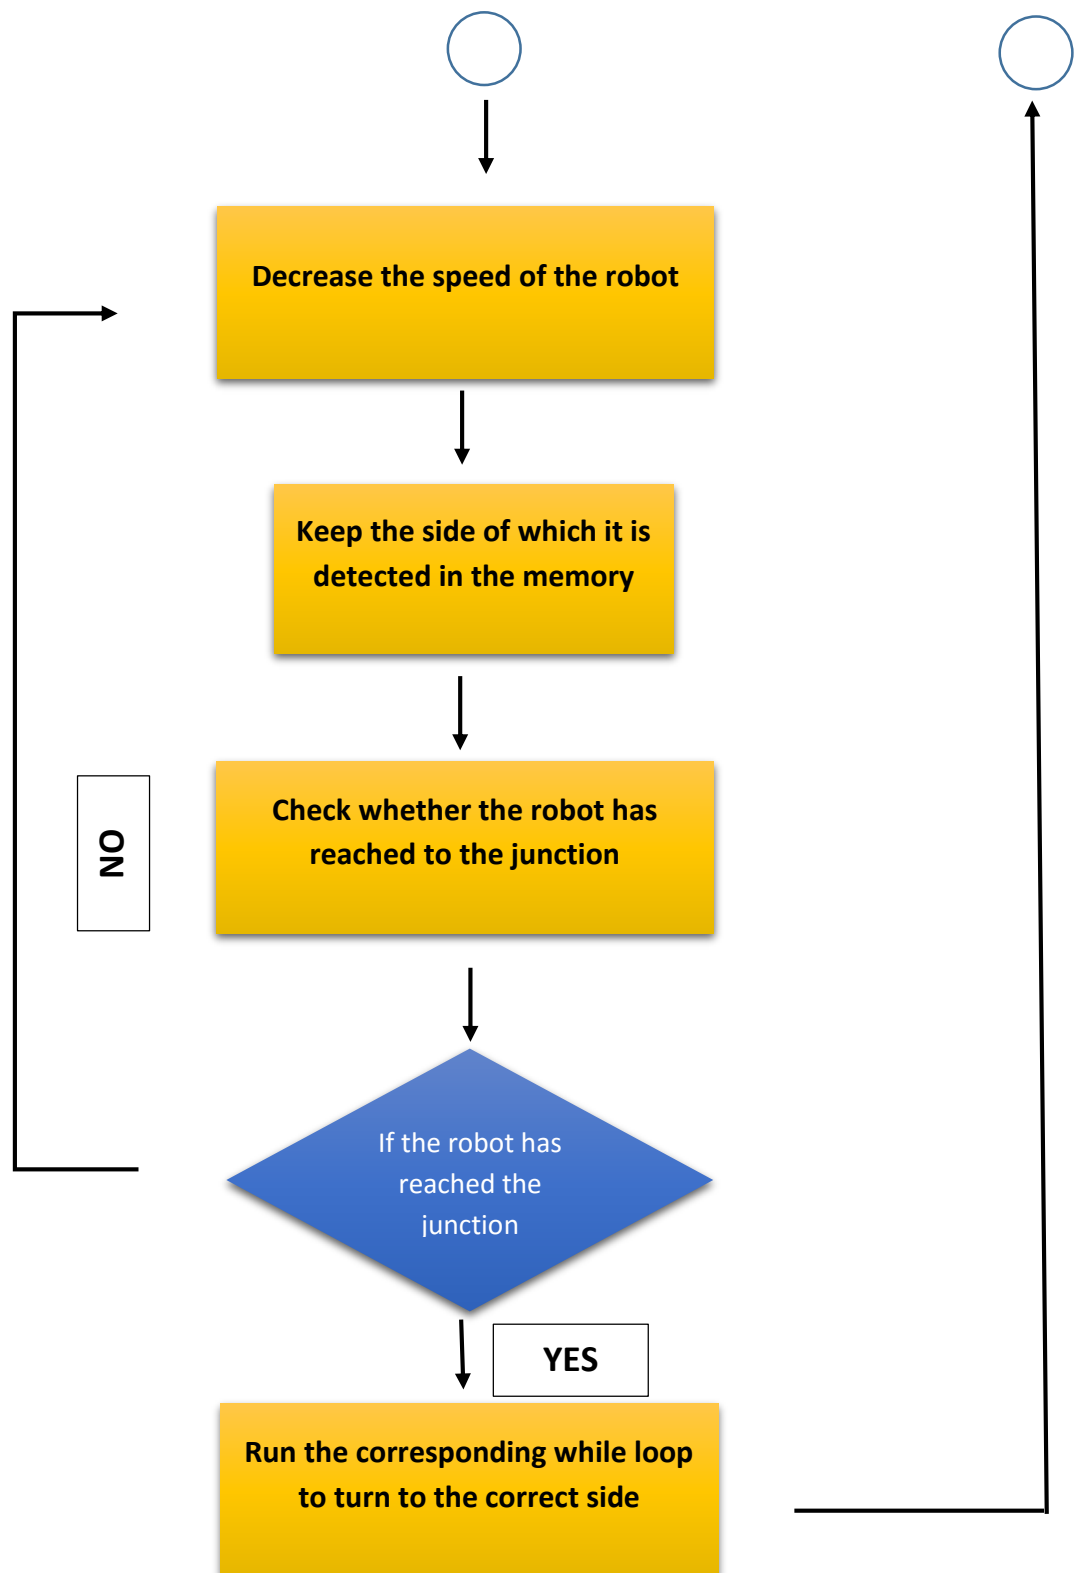 Decrease the speed of the robot
Keep the side of which it is
detected in the memory
Check whether the robot has
reached to the junction
NO
If the robot has
reached the
junction
YES
Run the corresponding while loop
to turn to the correct side